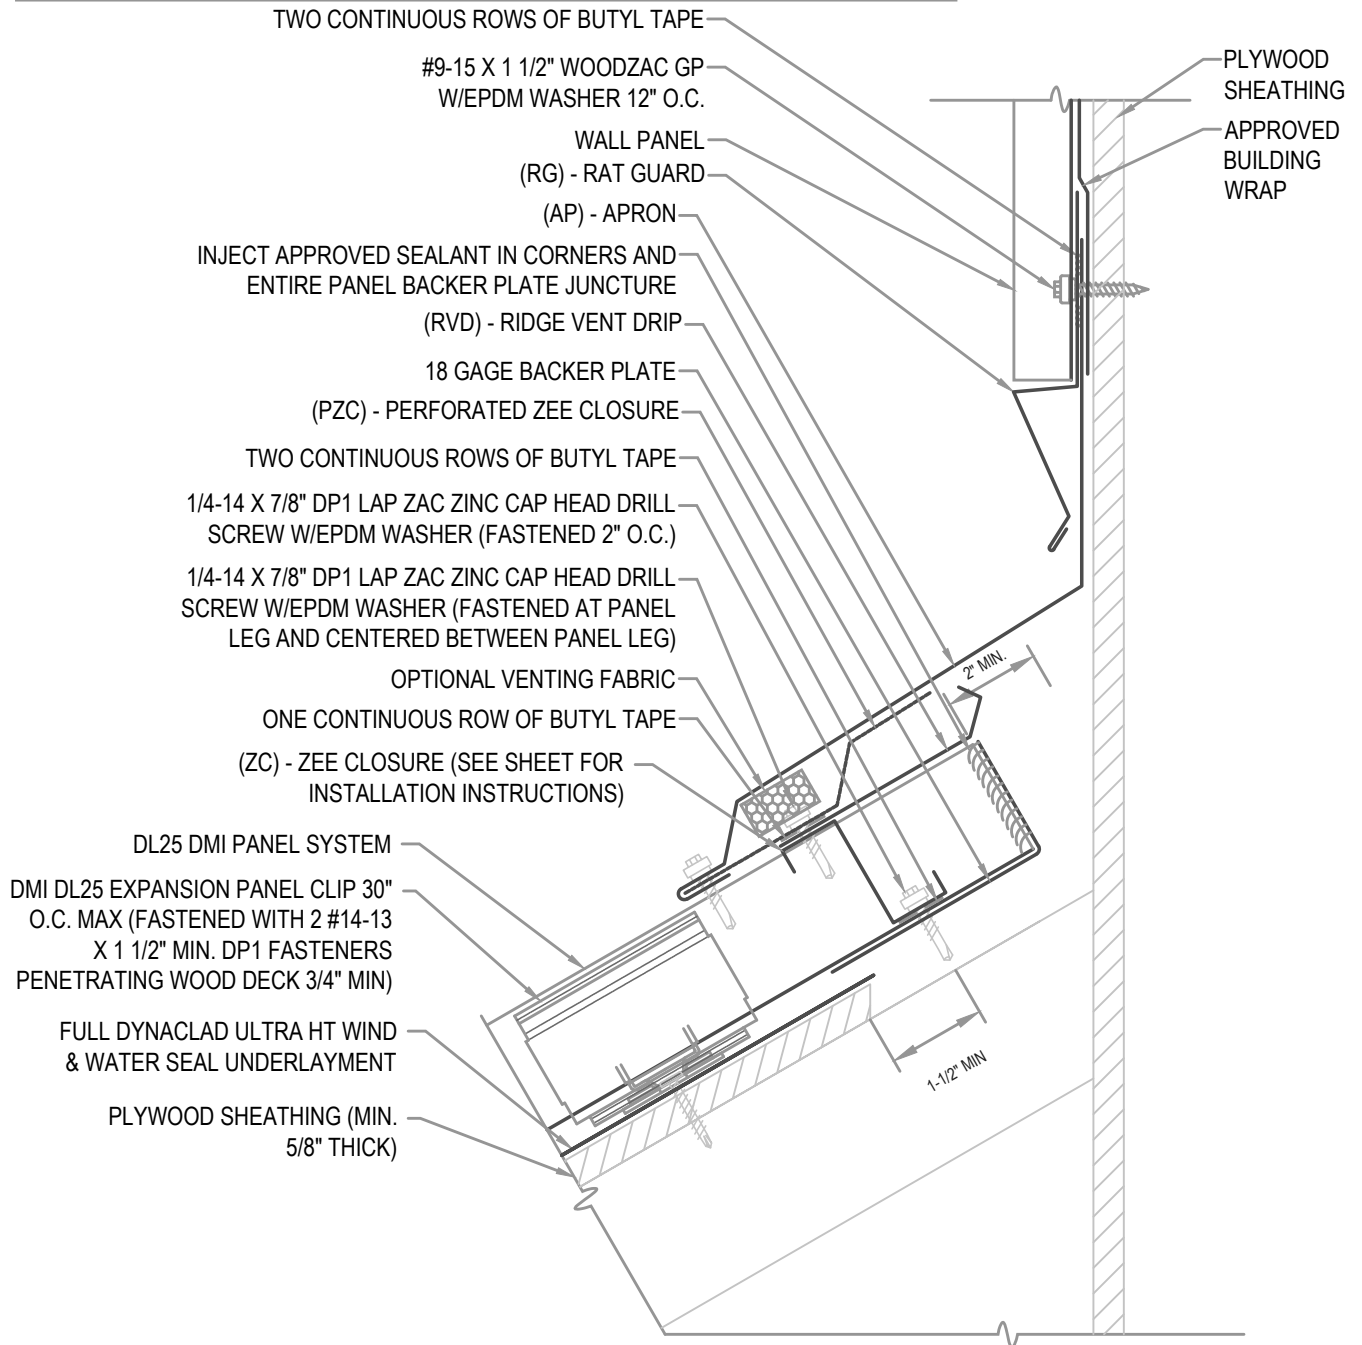 TWO CONTINUOUS ROWS OF BUTYL TAPE
#9-15 X 1 1/2" WOODZAC GP
W/EPDM WASHER 12" O.C.
WALL PANEL
(RG) - RAT GUARD
(AP) - APRON
INJECT APPROVED SEALANT IN CORNERS AND
ENTIRE PANEL BACKER PLATE JUNCTURE
(RVD) - RIDGE VENT DRIP
18 GAGE BACKER PLATE
(PZC) - PERFORATED ZEE CLOSURE
TWO CONTINUOUS ROWS OF BUTYL TAPE
1/4-14 X 7/8" DP1 LAP ZAC ZINC CAP HEAD DRILL
SCREW W/EPDM WASHER (FASTENED 2" O.C.)
1/4-14 X 7/8" DP1 LAP ZAC ZINC CAP HEAD DRILL
SCREW W/EPDM WASHER (FASTENED AT PANEL
LEG AND CENTERED BETWEEN PANEL LEG)
OPTIONAL VENTING FABRIC
ONE CONTINUOUS ROW OF BUTYL TAPE
(ZC) - ZEE CLOSURE (SEE SHEET FOR
INSTALLATION INSTRUCTIONS)
DL25 DMI PANEL SYSTEM
DMI DL25 EXPANSION PANEL CLIP 30"
O.C. MAX (FASTENED WITH 2 #14-13
X 1 1/2" MIN. DP1 FASTENERS
PENETRATING WOOD DECK 3/4" MIN)
FULL DYNACLAD ULTRA HT WIND
& WATER SEAL UNDERLAYMENT
PLYWOOD SHEATHING (MIN.
5/8" THICK)
PLYWOOD
SHEATHING
APPROVED
BUILDING
WRAP
2" MIN.
1-1/2" MIN